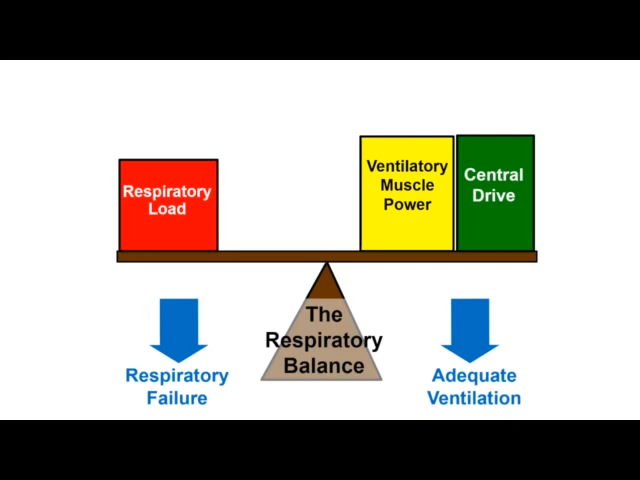 Respiratory
Load
Ventilatory
Muscle
Power
Central
Drive
The
Respiratory
Balance
Respiratory
Failure
Adequate
Ventilation